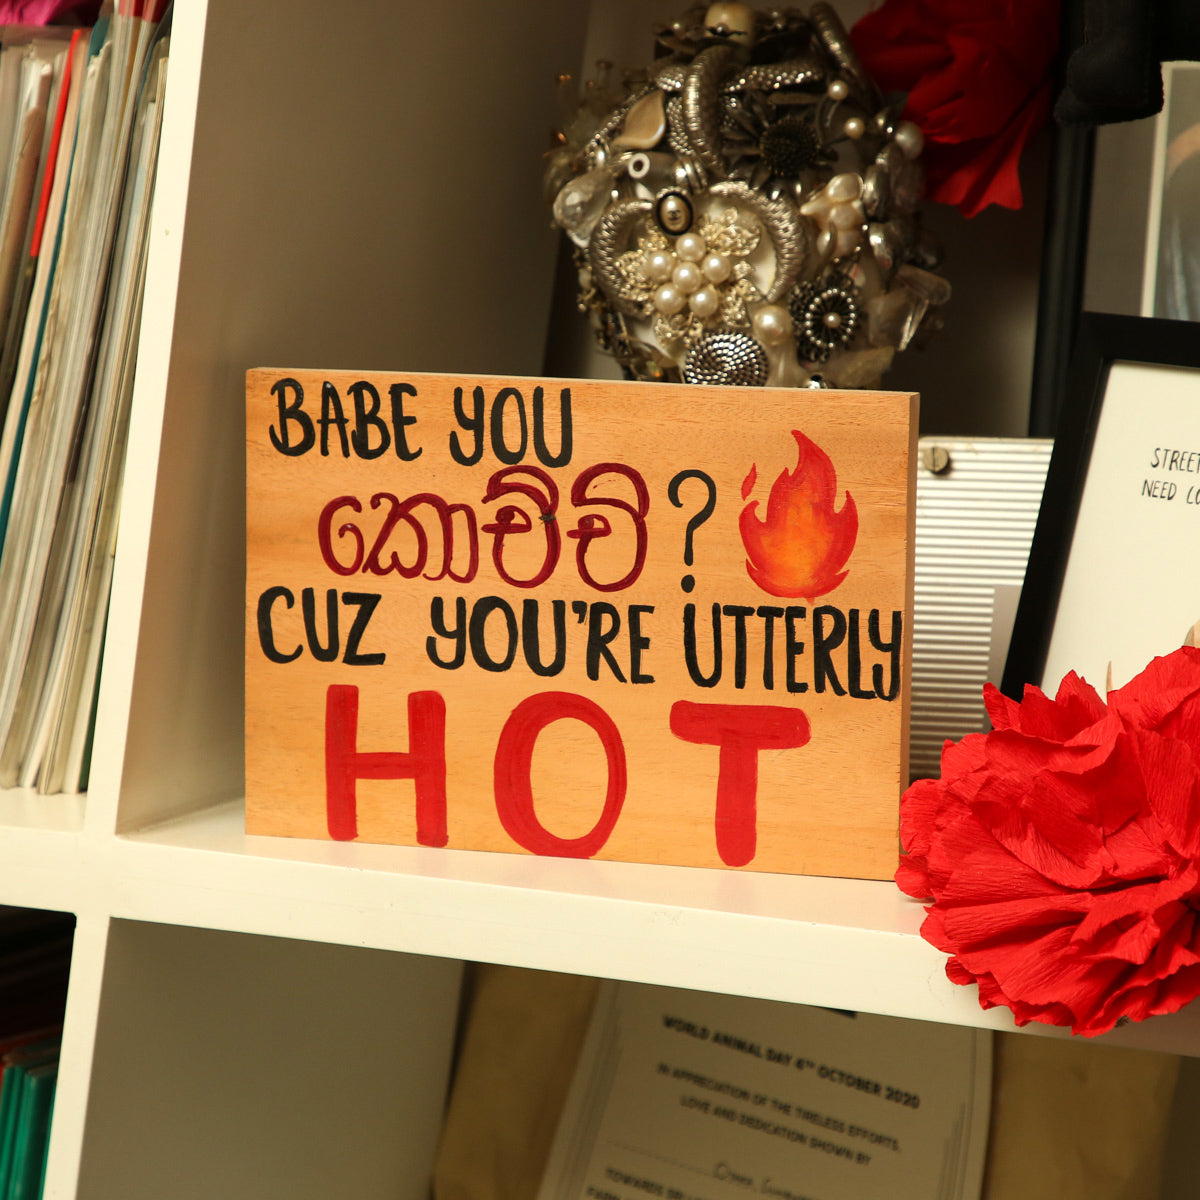 BABE YOU
කොච්චි ?
CUZ YOU'RE UTTERLY
HOT
STREET
NEED
WORLD ANIMAL DAY 4TH OCTOBER 2020
IN APPRECIATION OF THE TIRELESS EFFORTS,
LOVE AND DEDICATION SHOWN BY
TOWARDS